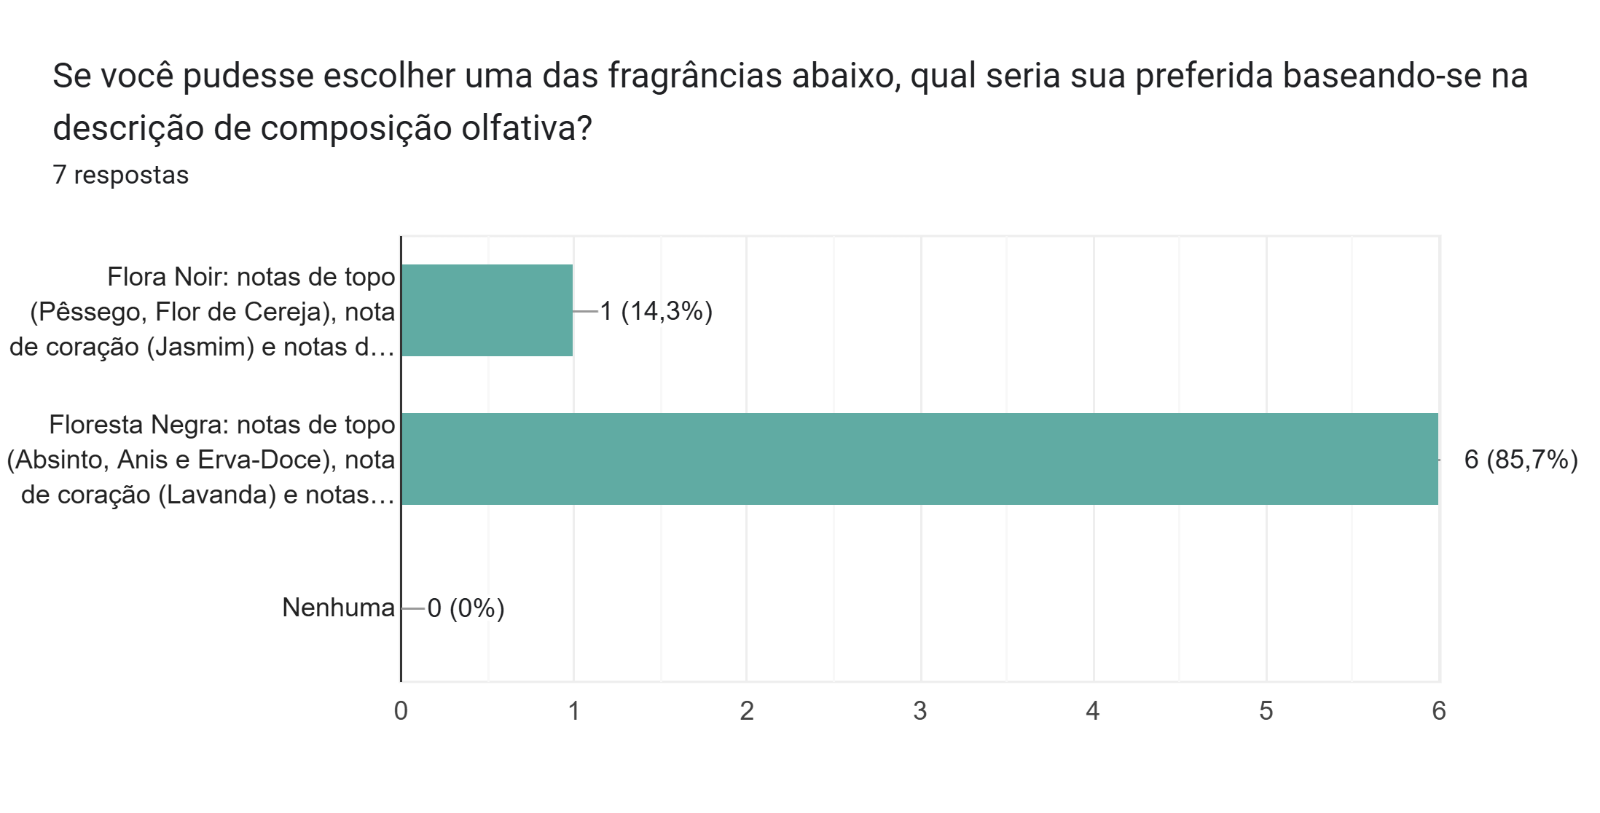 Se você pudesse escolher uma das fragrâncias abaixo, qual seria sua preferida baseando-se na
descrição de composição olfativa?
7 respostas
Flora Noir: notas de topo
(Pêssego, Flor de Cereja), nota
de coração (Jasmim) e notas d…
1 (14,3%)
Floresta Negra: notas de topo
(Absinto, Anis e Erva-Doce), nota
de coração (Lavanda) e notas…
6 (85,7%)
Nenhuma
0 (0%)
0 1 2 3 4 5 6